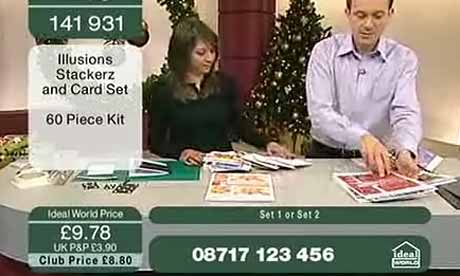 141 931
Illusions
Stackerz
and Card Set
60 Piece Kit
Ideal World Price
£9.78
UK P&P £3.90
Club Price £8.80
Set 1 or Set 2
08717 123 456
ideal
WORLD